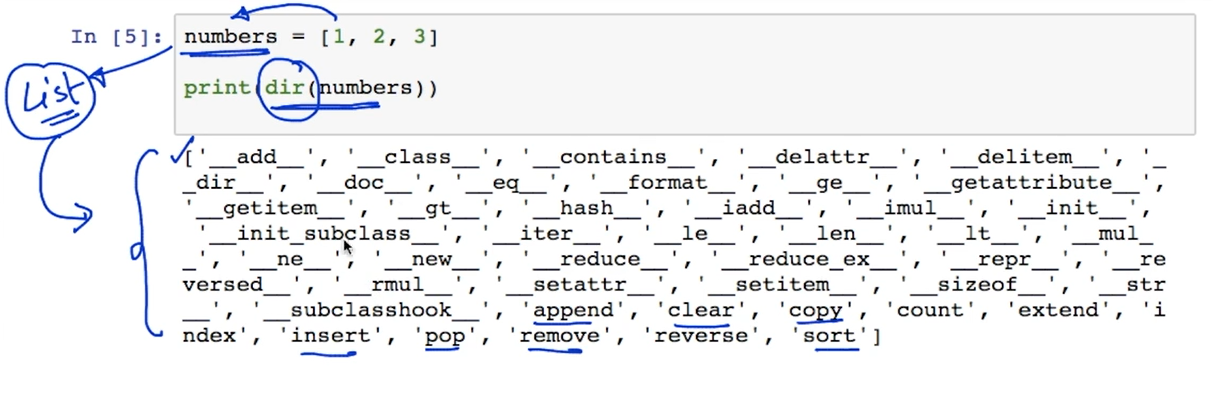 In [5]: numbers = [1, 2, 3]
print(dir(numbers))
List
['__add__', '__class__', '__contains__', '__delattr__', '__delitem__', '_
_dir__', '__doc__', '__eq__', '__format__', '__ge__', '__getattribute__',
'__getitem__', '__gt__', '__hash__', '__iadd__', '__imul__', '__init__',
'__init_subclass__', '__iter__', '__le__', '__len__', '__lt__', '__mul_
_', '__ne__', '__new__', '__reduce__', '__reduce_ex__', '__repr__', '__re
versed__', '__rmul__', '__setattr__', '__setitem__', '__sizeof__', '__str
__', '__subclasshook__', 'append', 'clear', 'copy', 'count', 'extend', 'i
ndex', 'insert', 'pop', 'remove', 'reverse', 'sort']